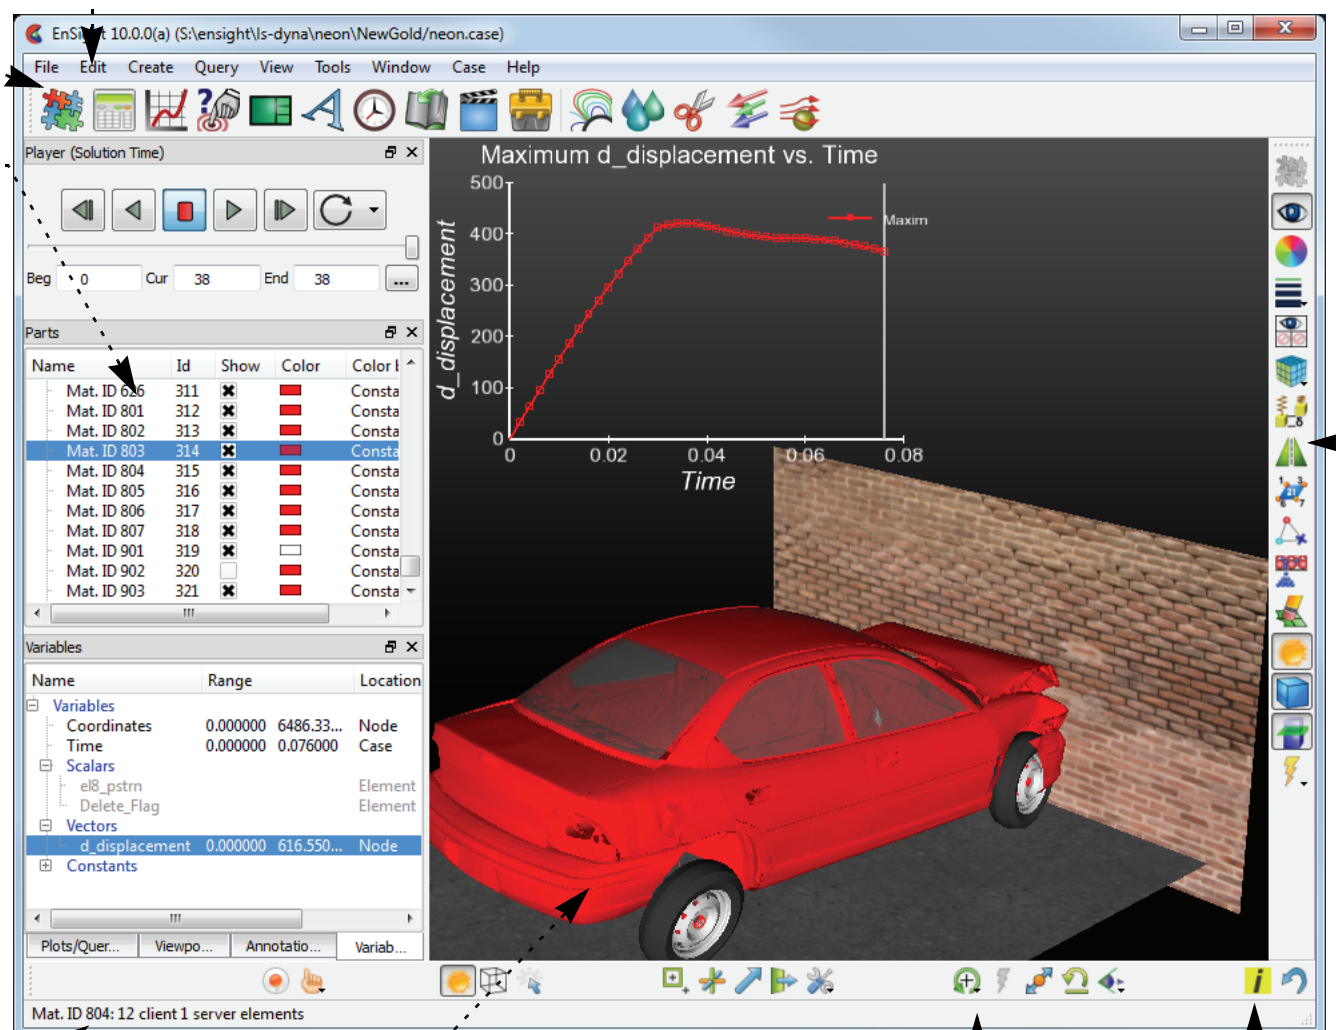 EnSight 10.0.0(a) (S:\ensight\ls-dyna\neon\NewGold/neon.case)
File Edit Create Query View Tools Window Case Help
Player (Solution Time)
Beg 0 Cur 38 End 38 ...
Parts
Name Id Show Color Color b
Mat. ID 626 311 Consta
Mat. ID 801 312 Consta
Mat. ID 802 313 Consta
Mat. ID 803 314 Consta
Mat. ID 804 315 Consta
Mat. ID 805 316 Consta
Mat. ID 806 317 Consta
Mat. ID 807 318 Consta
Mat. ID 901 319 Consta
Mat. ID 902 320 Consta
Mat. ID 903 321 Consta
Variables
Name Range Location
Variables
Coordinates 0.000000 6486.33... Node
Time 0.000000 0.076000 Case
Scalars
el8_pstrn Element
Delete_Flag Element
Vectors
d_displacement 0.000000 616.550... Node
Constants
Plots/Quer... Viewpo... Annotatio... Variab...
Mat. ID 804: 12 client 1 server elements
Maximum d_displacement vs. Time
Maxim
d_displacement
500
400
300
200
100
0
0 0.02 0.04 0.06 0.08
Time